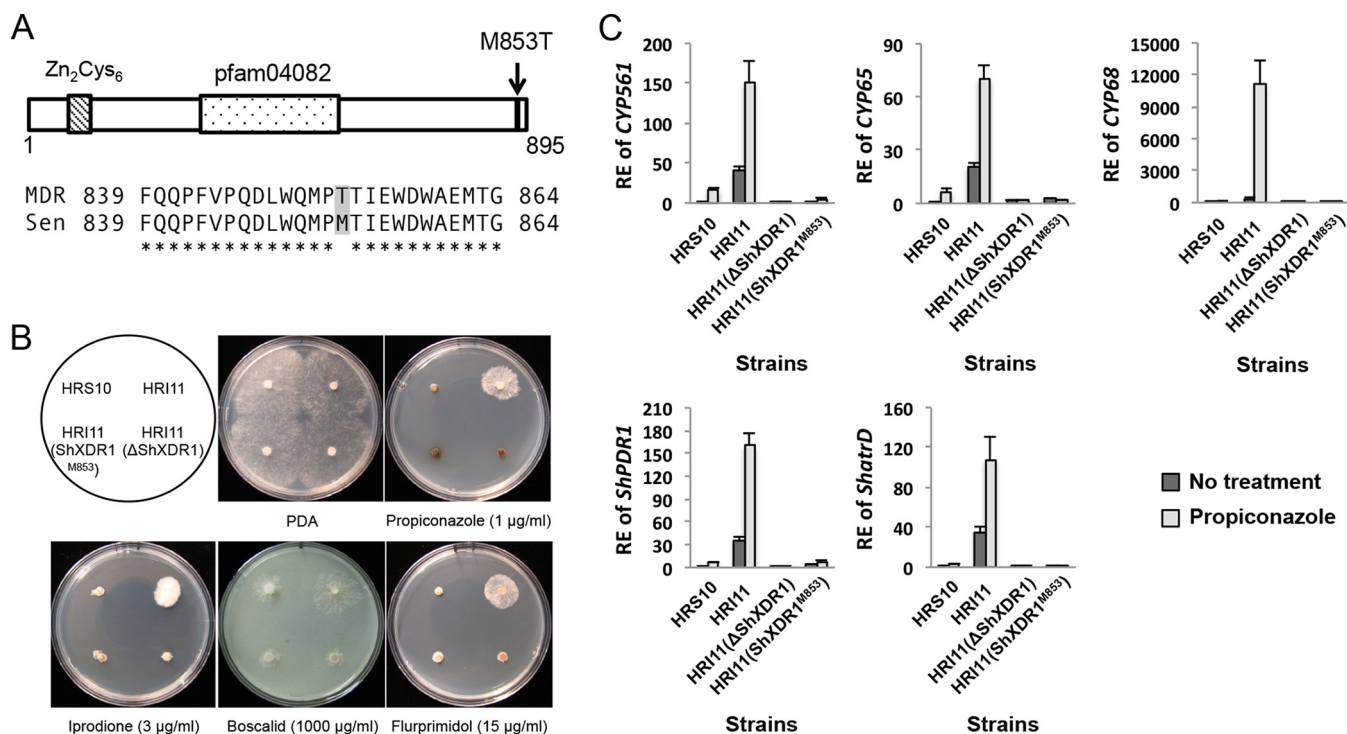 A
M853T
Zn2Cys6
pfam04082
1
895
MDR 839 FQQPFVPQDLWQMPTTIEWDWAEMTG 864
Sen 839 FQQPFVPQDLWQMPMTIEWDWAEMTG 864
************** ***********
B
HRS10 HRI11
HRI11 HRI11
(ShXDR1 (ΔShXDR1)
M853)
PDA
Propiconazole (1 µg/ml)
Iprodione (3 µg/ml)
Boscalid (1000 µg/ml)
Flurprimidol (15 µg/ml)
C
RE of CYP561
200
150
100
50
0
HRS10
HRI11
HRI11(ΔShXDR1)
HRI11(ShXDR1M853)
Strains
RE of CYP65
90
60
30
0
HRS10
HRI11
HRI11(ΔShXDR1)
HRI11(ShXDR1M853)
Strains
RE of CYP68
15000
12000
9000
6000
3000
0
HRS10
HRI11
HRI11(ΔShXDR1)
HRI11(ShXDR1M853)
Strains
RE of ShPDR1
210
180
150
120
90
60
30
0
HRS10
HRI11
HRI11(ΔShXDR1)
HRI11(ShXDR1M853)
Strains
RE of ShatrD
160
120
80
40
0
HRS10
HRI11
HRI11(ΔShXDR1)
HRI11(ShXDR1M853)
Strains
No treatment
Propiconazole